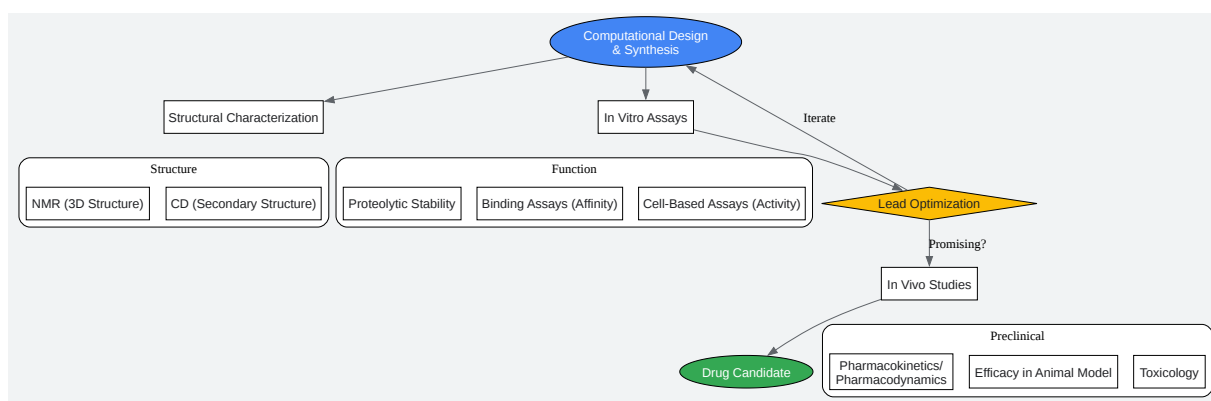 Computational Design
& Synthesis
Structural Characterization
In Vitro Assays
Iterate
Structure
NMR (3D Structure)
CD (Secondary Structure)
Function
Proteolytic Stability
Binding Assays (Affinity)
Cell-Based Assays (Activity)
Lead Optimization
Promising?
In Vivo Studies
Preclinical
Drug Candidate
Pharmacokinetics/
Pharmacodynamics
Efficacy in Animal Model
Toxicology